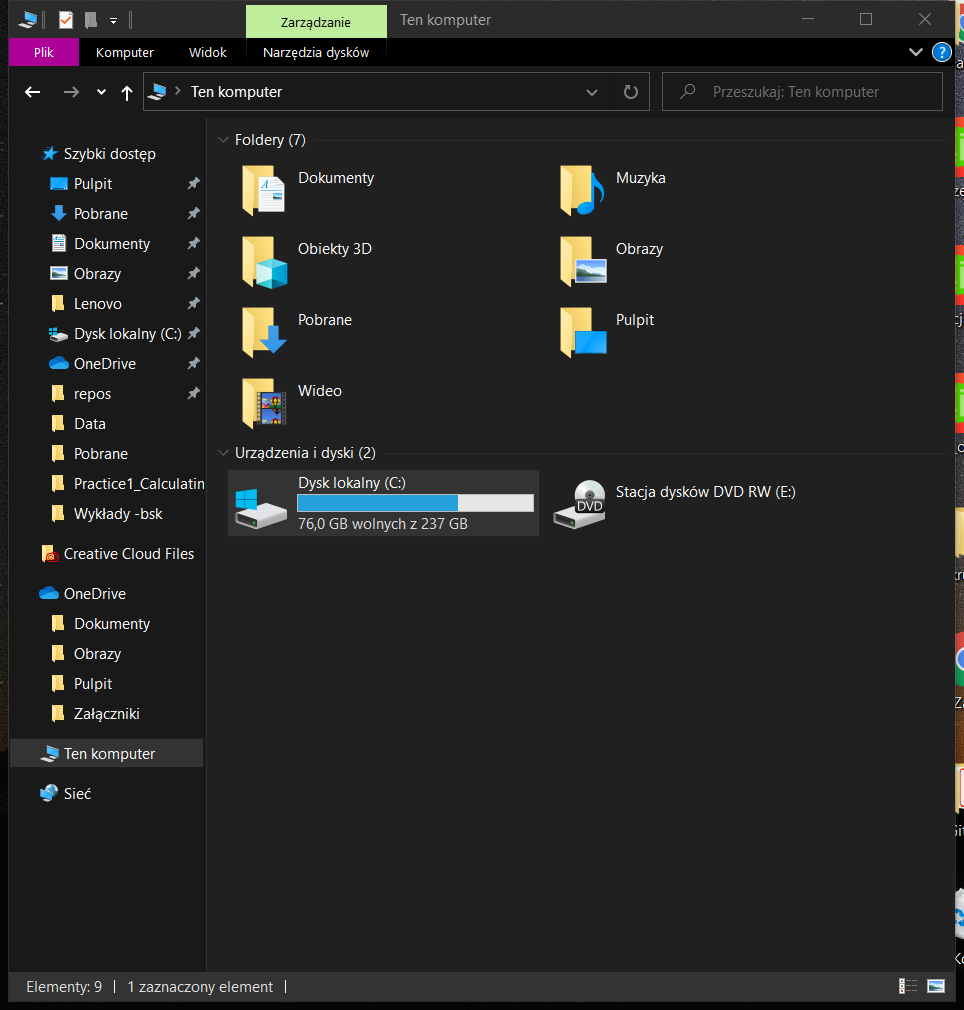 Zarządzanie
Ten komputer
Plik
Komputer
Widok
Narzędzia dysków
Ten komputer
Przeszukaj: Ten komputer
Szybki dostęp
Pulpit
Pobrane
Dokumenty
Obrazy
Lenovo
Dysk lokalny (C:)
OneDrive
repos
Data
Pobrane
Practice1_Calculatin
Wykłady -bsk
Creative Cloud Files
OneDrive
Dokumenty
Obrazy
Pulpit
Załączniki
Ten komputer
Sieć
Foldery (7)
Dokumenty
Muzyka
Obiekty 3D
Obrazy
Pobrane
Pulpit
Wideo
Urządzenia i dyski (2)
Dysk lokalny (C:)
76,0 GB wolnych z 237 GB
Stacja dysków DVD RW (E:)
DVD
Elementy: 9
1 zaznaczony element